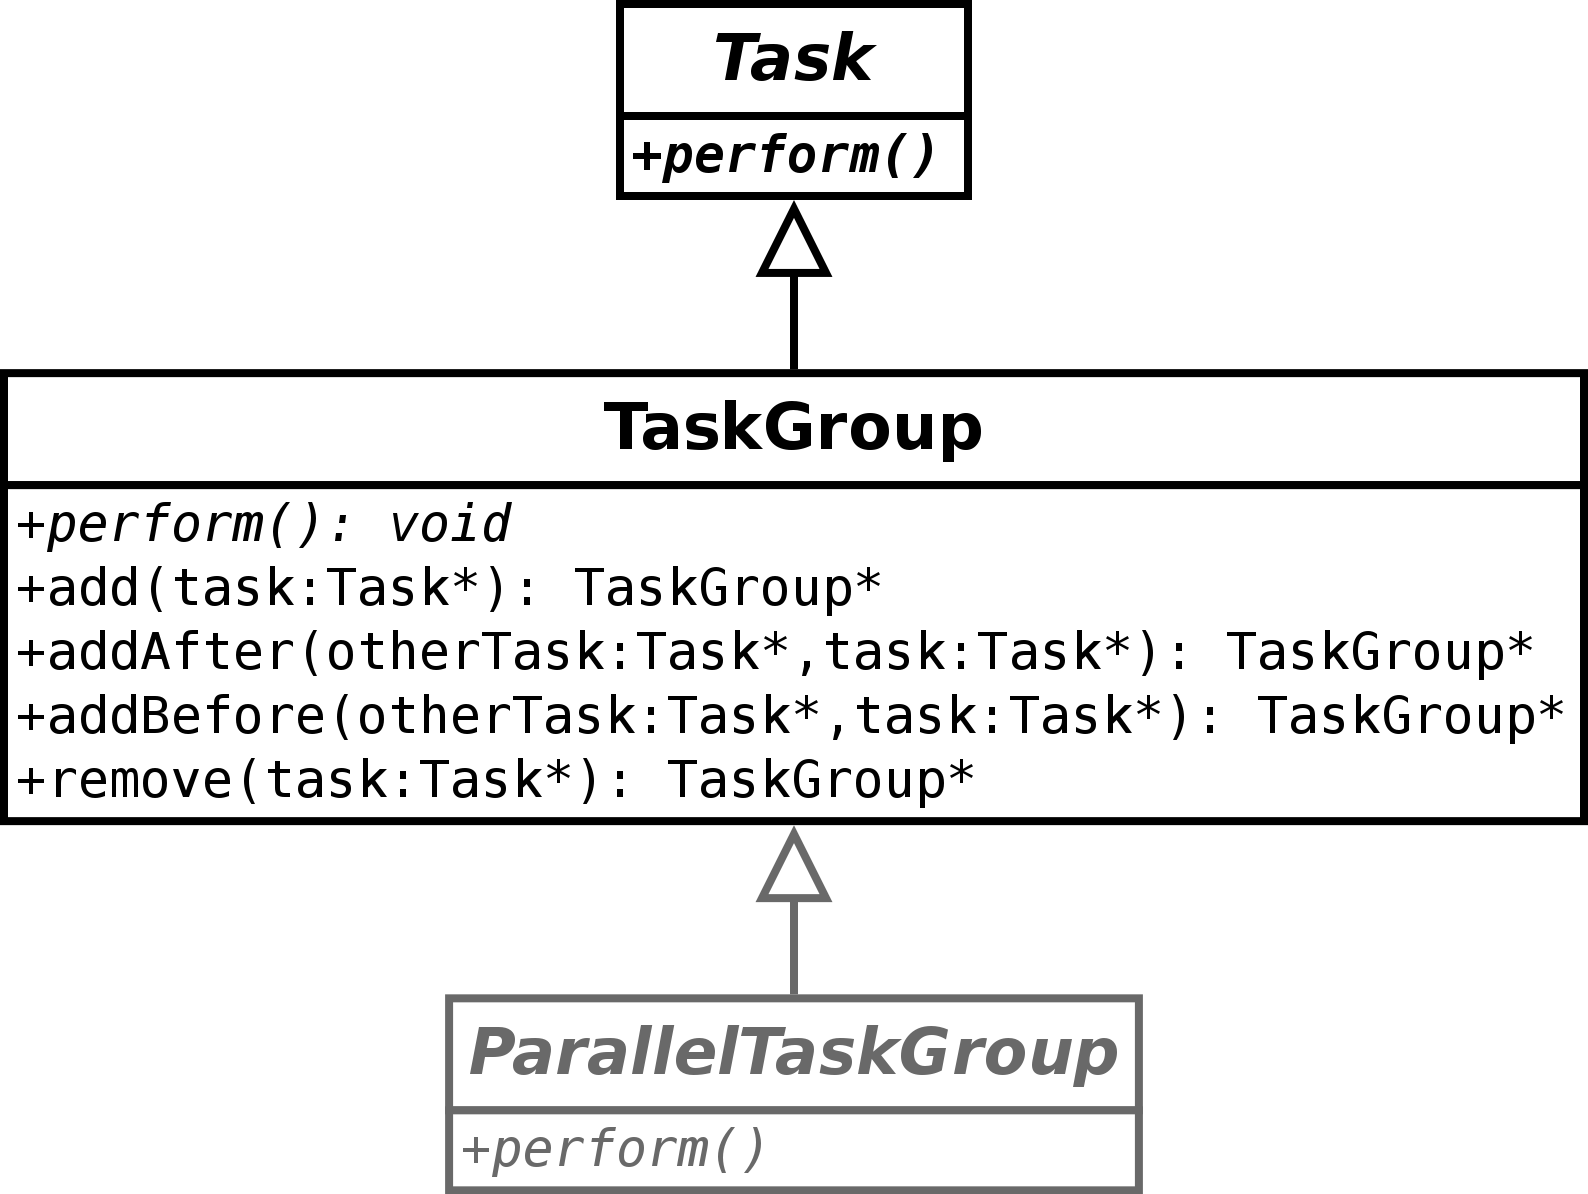 Task
+perform()
TaskGroup
+perform(): void
+add(task:Task*): TaskGroup*
+addAfter(otherTask:Task*,task:Task*): TaskGroup*
+addBefore(otherTask:Task*,task:Task*): TaskGroup*
+remove(task:Task*): TaskGroup*
ParallelTaskGroup
+perform()